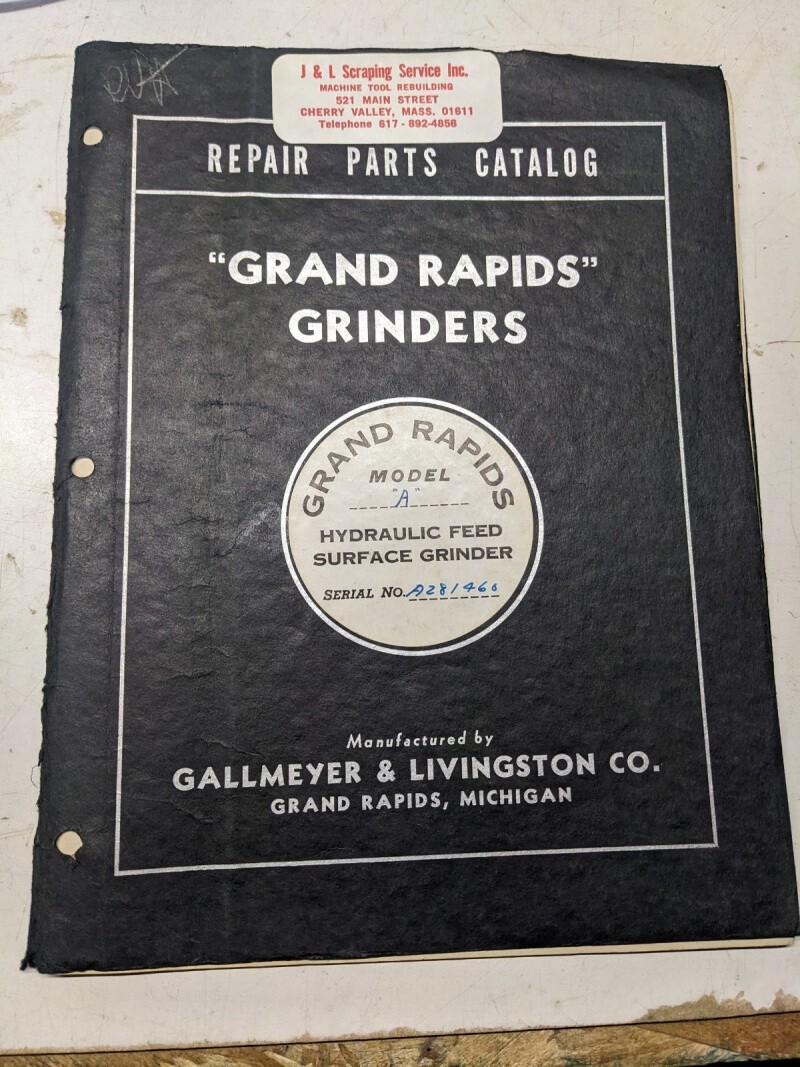 J & L Scraping Service Inc.
MACHINE TOOL REBUILDING
521 MAIN STREET
CHERRY VALLEY, MASS. 01611
Telephone 617 - 892-4856
REPAIR PARTS CATALOG
"GRAND RAPIDS"
GRINDERS
GRAND RAPIDS
MODEL
"A"
HYDRAULIC FEED
SURFACE GRINDER
SERIAL NO. A281460
Manufactured by
GALLMEYER & LIVINGSTON CO.
GRAND RAPIDS, MICHIGAN